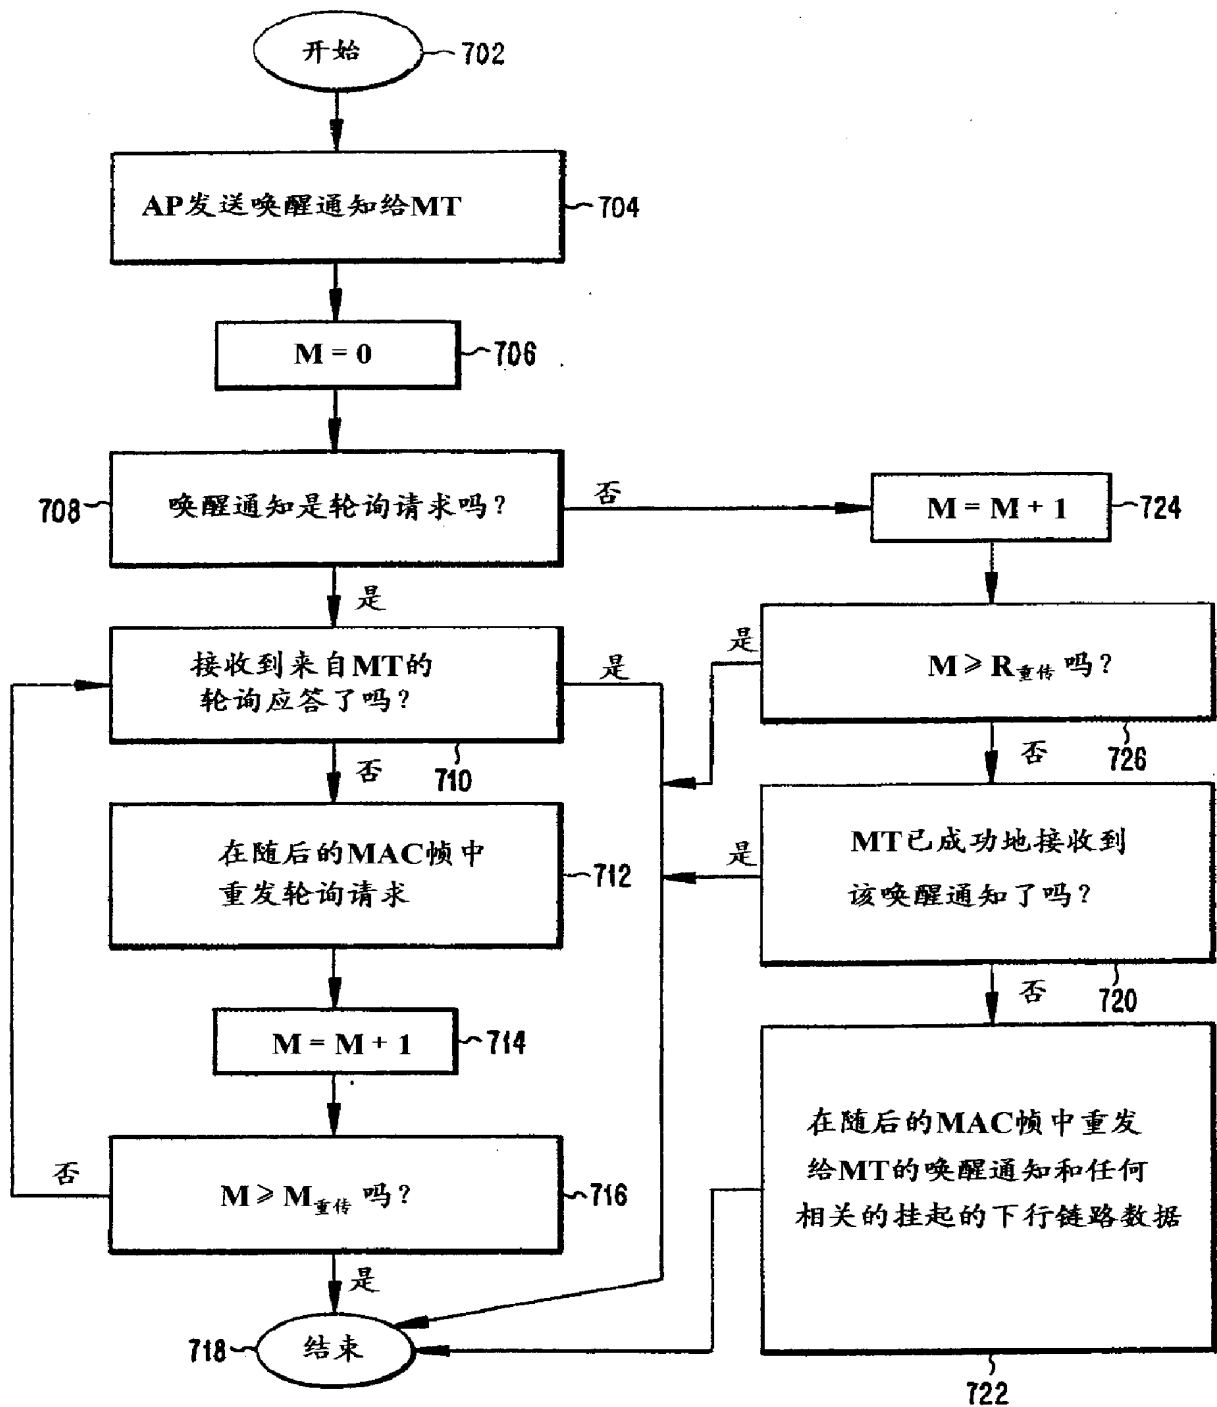 开始
702
AP发送唤醒通知给MT
704
M = 0
706
708
唤醒通知是轮询请求吗?
否
M = M + 1
724
是
接收到来自MT的
轮询应答了吗?
是
710
是
M ≥ R重传 吗?
726
否
否
在随后的MAC帧中
重发轮询请求
712
是
MT已成功地接收到
该唤醒通知了吗?
720
否
M = M + 1
714
否
M ≥ M重传 吗?
716
在随后的MAC帧中重发
给MT的唤醒通知和任何
相关的挂起的下行链路数据
722
是
718
结束